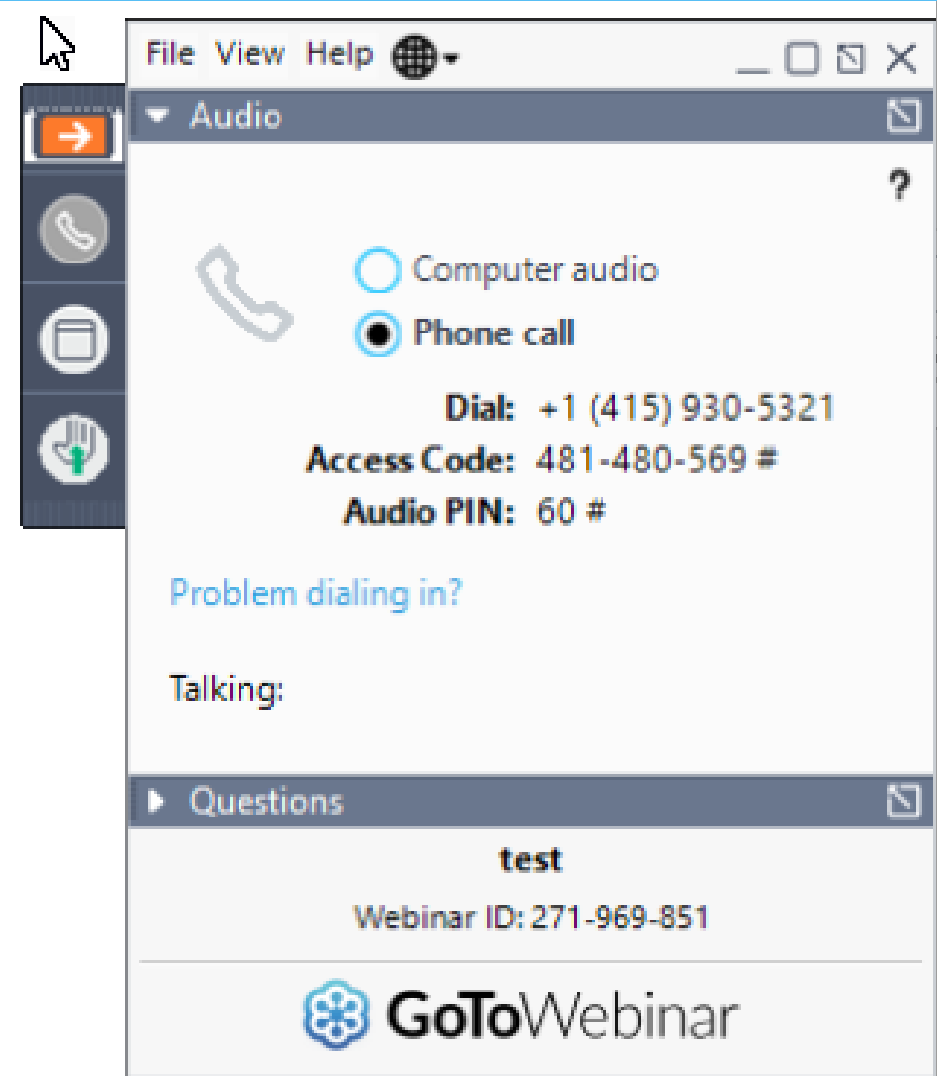 File View Help
Audio
?
Computer audio
Phone call
Dial: +1 (415) 930-5321
Access Code: 481-480-569 #
Audio PIN: 60 #
Problem dialing in?
Talking:
Questions
test
Webinar ID: 271-969-851
GoToWebinar